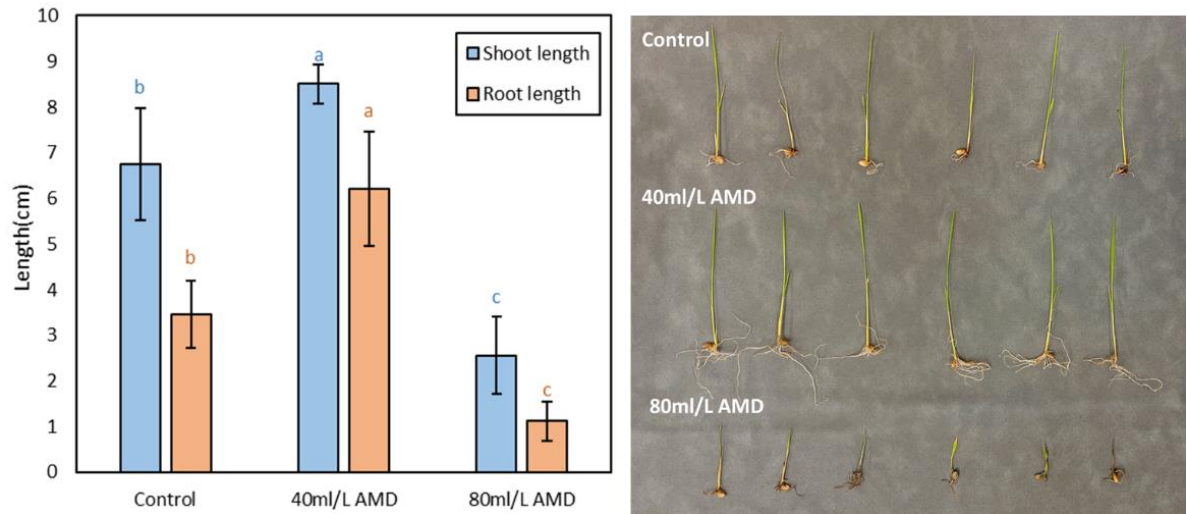 10
9
8
7
6
5
4
3
2
1
0
Length(cm)
Shoot length
Root length
b
b
a
a
c
c
Control
40ml/L AMD
80ml/L AMD
Control
40ml/L AMD
80ml/L AMD